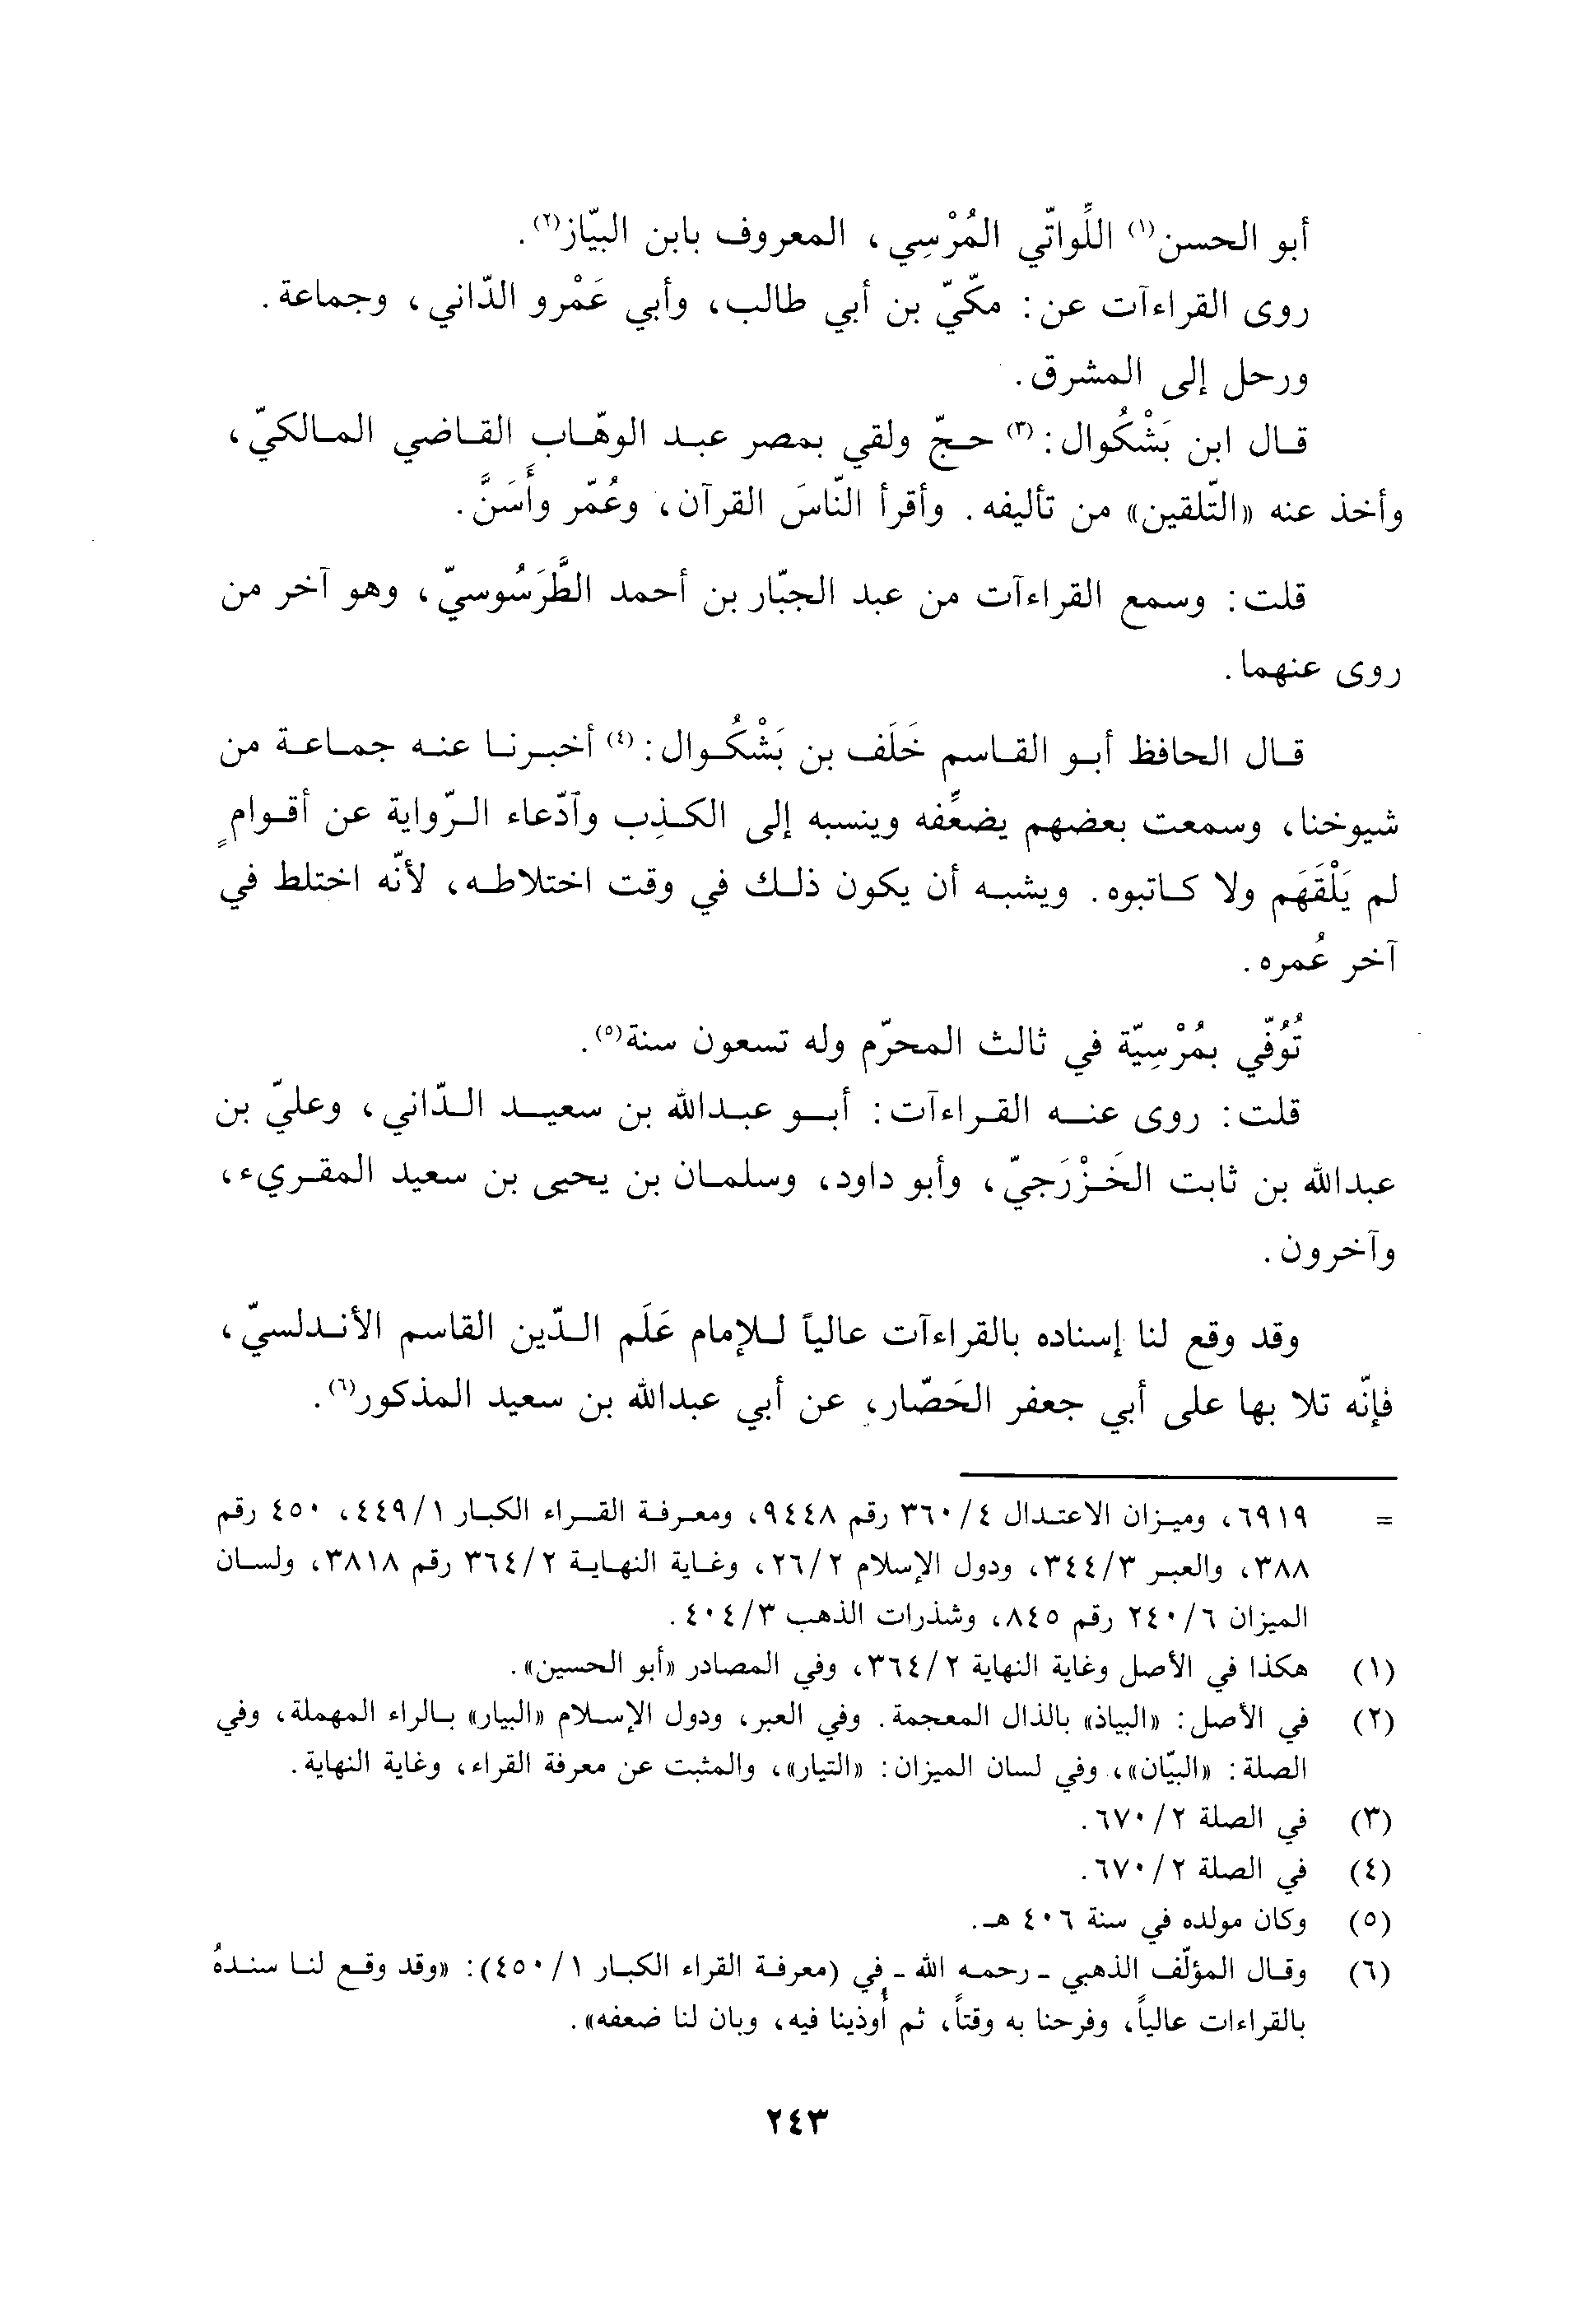 أبو الحسن(١) اللِّواتّي المُرْسِي، المعروف بابن البيّاز(٢).
روى القراءآت عن: مكّيّ بن أبي طالب، وأبي عَمْرو الدّاني، وجماعة.
ورحل إلى المشرق.
قال ابن بَشْكُوال:(٣) حجّ ولقي بمصر عبد الوهّاب القاضي المالكيّ،
وأخذ عنه «التّلقين» من تأليفه. وأقرأ النّاسَ القرآن، وعُمّر وأَسَنَّ.
قلت: وسمع القراءآت من عبد الجبّار بن أحمد الطَّرَسُوسيّ، وهو آخر من
روى عنهما.
قال الحافظ أبو القاسم خَلَف بن بَشْكُوال:(٤) أخبرنا عنه جماعة من
شيوخنا، وسمعت بعضهم يضعِّفه وينسبه إلى الكذِب وآدّعاء الرّواية عن أقوامٍ
لم يَلْقَهَم ولا كاتبوه. ويشبه أن يكون ذلك في وقت اختلاطه، لأنّه اختلط في
آخر عُمره.
تُوُفّي بمُرْسِيّة في ثالث المحرّم وله تسعون سنة(٥).
قلت: روى عنه القراءآت: أبو عبدالله بن سعيد الدّاني، وعليّ بن
عبدالله بن ثابت الخَزْرَجيّ، وأبو داود، وسلمان بن يحيى بن سعيد المقريء،
وآخرون.
وقد وقع لنا إسناده بالقراءآت عالياً للإمام عَلَم الدّين القاسم الأندلسيّ،
فإنّه تلا بها على أبي جعفر الحَصّار، عن أبي عبدالله بن سعيد المذكور(٦).
= ٦٩١٩، وميزان الاعتدال ٤/٣٦٠ رقم ٩٤٤٨، ومعرفة القراء الكبار ١/٤٤٩، ٤٥٠ رقم
٣٨٨، والعبر ٣/٣٤٤، ودول الإسلام ٢/٢٦، وغاية النهاية ٢/٣٦٤ رقم ٣٨١٨، ولسان
الميزان ٦/٢٤٠ رقم ٨٤٥، وشذرات الذهب ٣/٤٠٤.
(١) هكذا في الأصل وغاية النهاية ٢/٣٦٤، وفي المصادر «أبو الحسين».
(٢) في الأصل: «البياذ» بالذال المعجمة. وفي العبر، ودول الإسلام «البيار» بالراء المهملة، وفي
الصلة: «البيّان»، وفي لسان الميزان: «التيار»، والمثبت عن معرفة القراء، وغاية النهاية.
(٣) في الصلة ٢/٦٧٠.
(٤) في الصلة ٢/٦٧٠.
(٥) وكان مولده في سنة ٤٠٦ هـ.
(٦) وقال المؤلّف الذهبي ـ رحمه الله ـ في (معرفة القراء الكبار ١/٤٥٠): «وقد وقع لنا سندهُ
بالقراءات عالياً، وفرحنا به وقتاً، ثم أُوذينا فيه، وبان لنا ضعفه».
٢٤٣